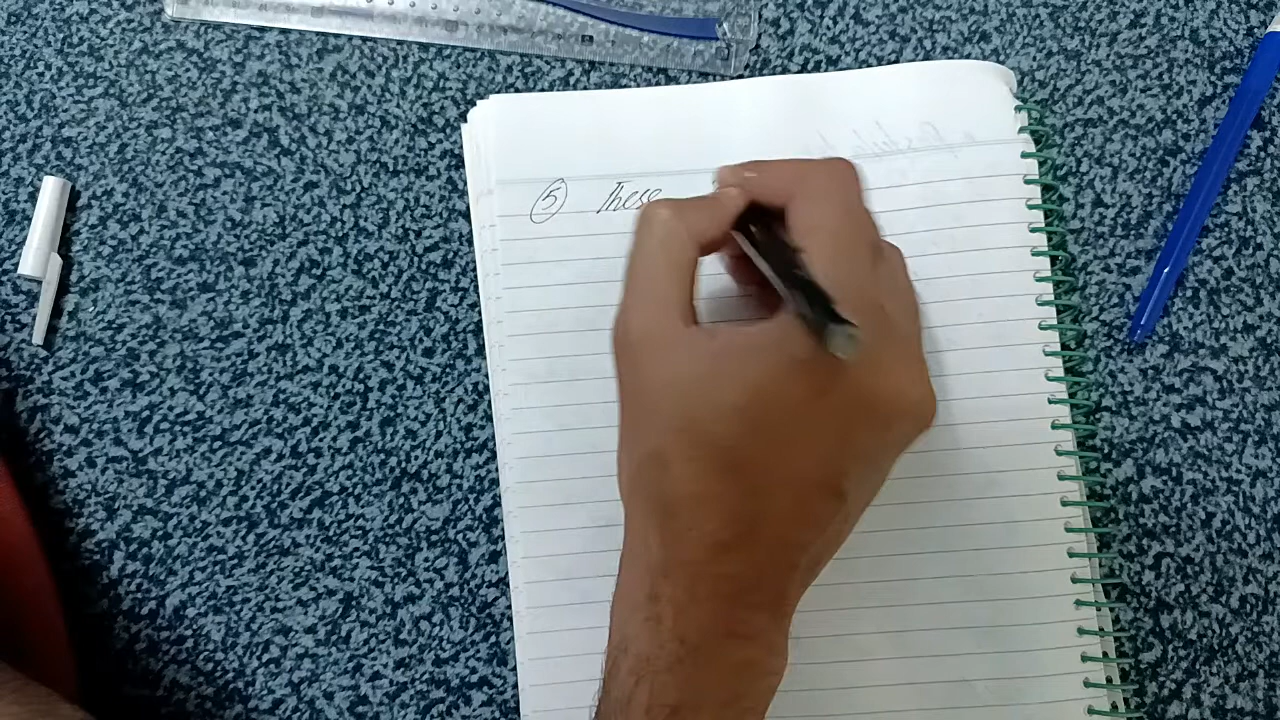 ⑤ These